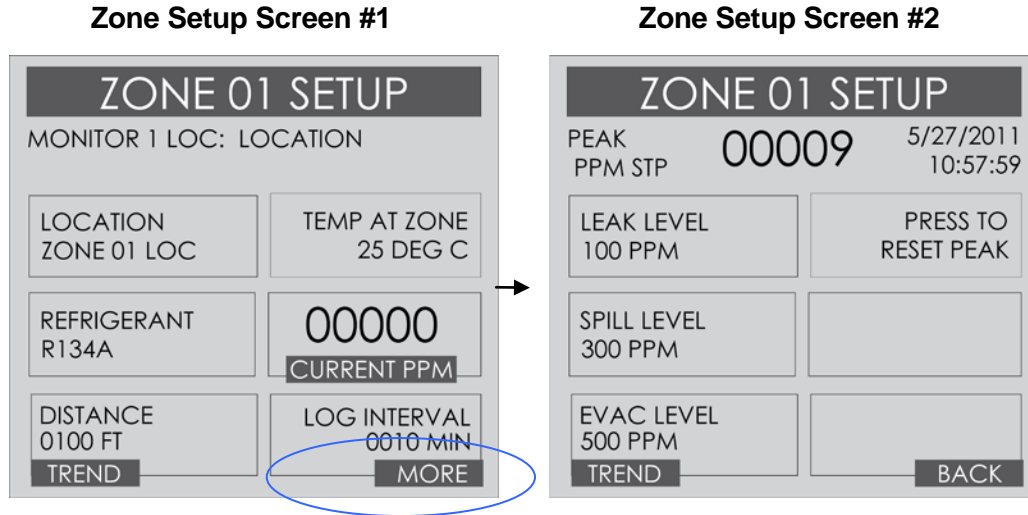 Zone Setup Screen #1
ZONE 01 SETUP
MONITOR 1 LOC: LOCATION
LOCATION
ZONE 01 LOC
TEMP AT ZONE
25 DEG C
REFRIGERANT
R134A
00000
CURRENT PPM
DISTANCE
0100 FT
TREND
LOG INTERVAL
0010 MIN
MORE
Zone Setup Screen #2
ZONE 01 SETUP
PEAK
PPM STP
00009
5/27/2011
10:57:59
LEAK LEVEL
100 PPM
PRESS TO
RESET PEAK
SPILL LEVEL
300 PPM
EVAC LEVEL
500 PPM
TREND
BACK